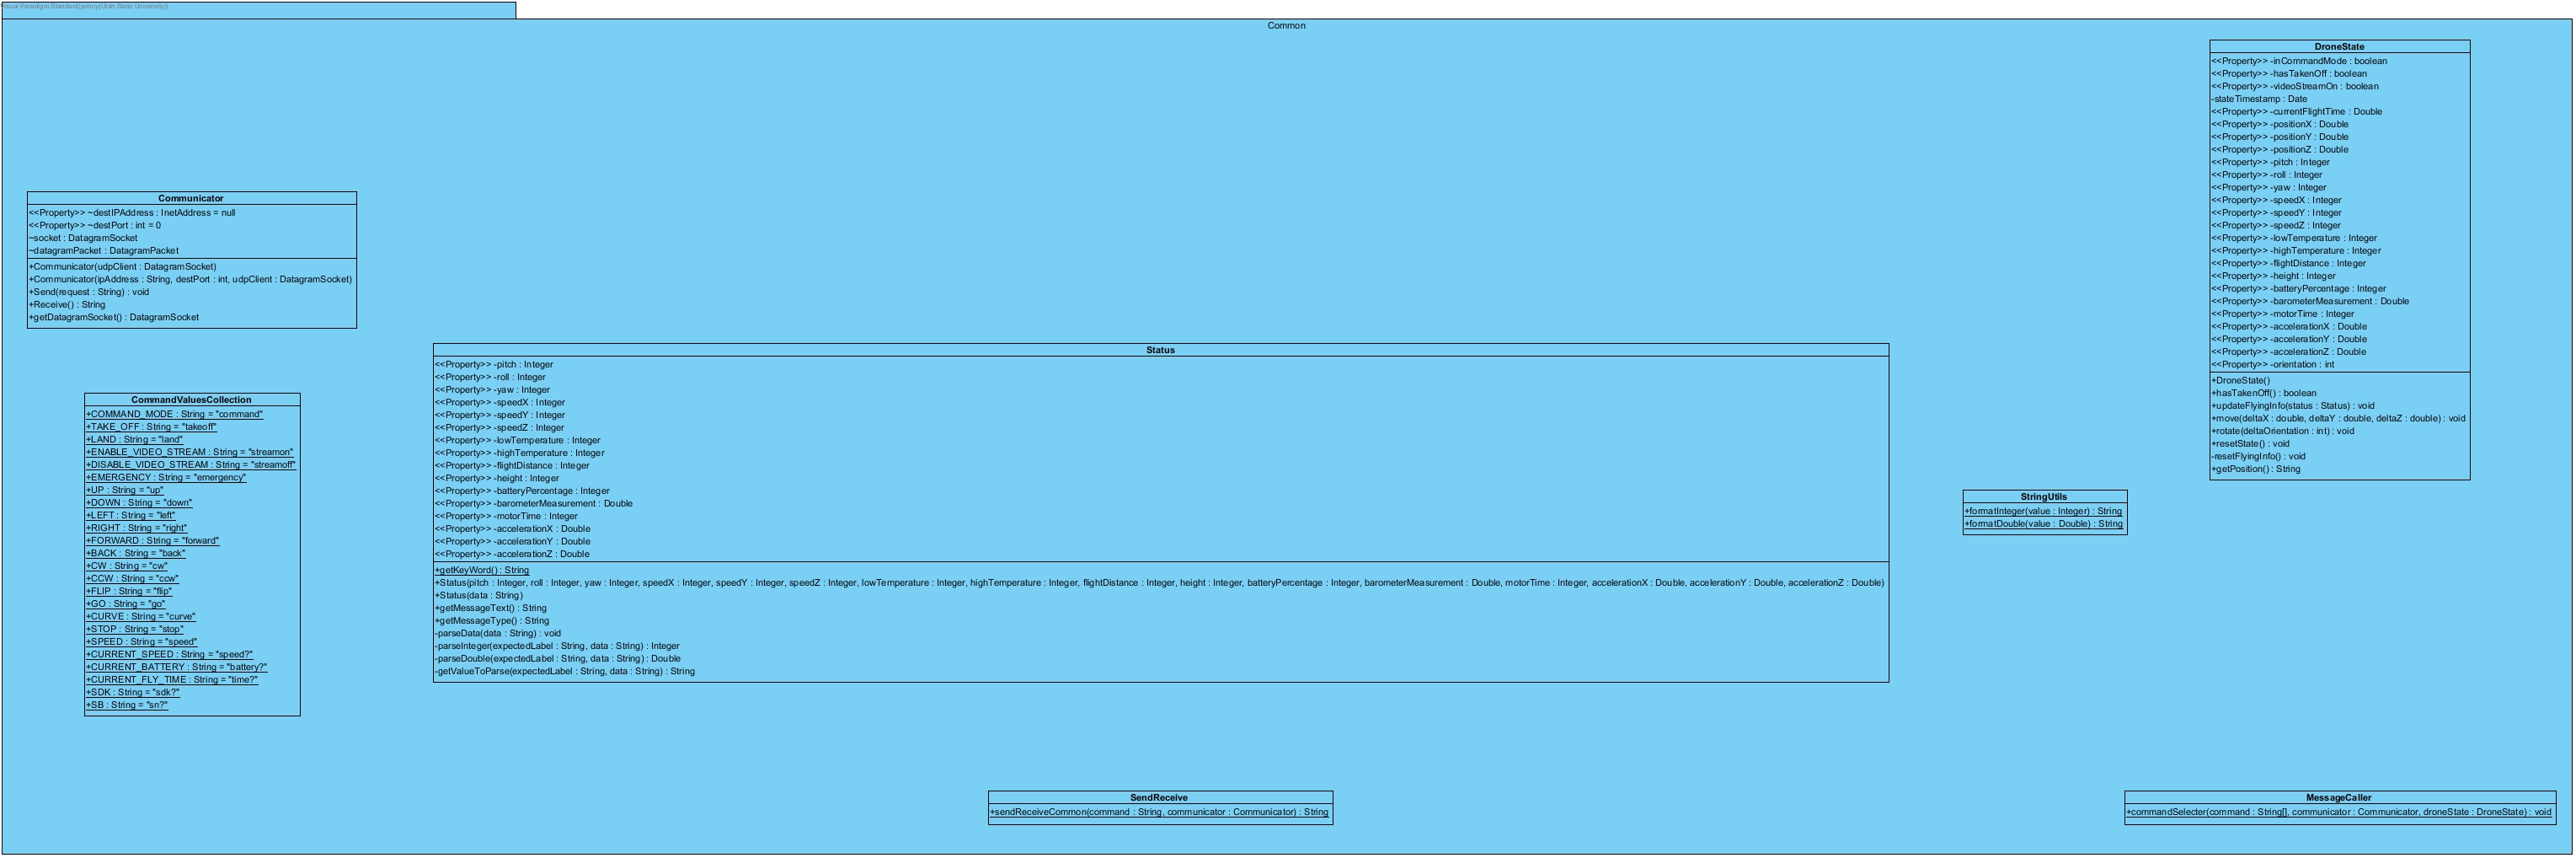 Visual Paradigm Standard(princy(Utah State University))
Common
DroneState
<<Property>> -inCommandMode : boolean
<<Property>> -hasTakenOff : boolean
<<Property>> -videoStreamOn : boolean
-stateTimestamp : Date
<<Property>> -currentFlightTime : Double
<<Property>> -positionX : Double
<<Property>> -positionY : Double
<<Property>> -positionZ : Double
<<Property>> -pitch : Integer
<<Property>> -roll : Integer
<<Property>> -yaw : Integer
<<Property>> -speedX : Integer
<<Property>> -speedY : Integer
<<Property>> -speedZ : Integer
<<Property>> -lowTemperature : Integer
<<Property>> -highTemperature : Integer
<<Property>> -flightDistance : Integer
<<Property>> -height : Integer
<<Property>> -batteryPercentage : Integer
<<Property>> -barometerMeasurement : Double
<<Property>> -motorTime : Integer
<<Property>> -accelerationX : Double
<<Property>> -accelerationY : Double
<<Property>> -accelerationZ : Double
<<Property>> -orientation : int
+DroneState()
+hasTakenOff() : boolean
+updateFlyingInfo(status : Status) : void
+move(deltaX : double, deltaY : double, deltaZ : double) : void
+rotate(deltaOrientation : int) : void
+resetState() : void
-resetFlyingInfo() : void
+getPosition() : String
Communicator
<<Property>> ~destIPAddress : InetAddress = null
<<Property>> ~destPort : int = 0
~socket : DatagramSocket
~datagramPacket : DatagramPacket
+Communicator(udpClient : DatagramSocket)
+Communicator(ipAddress : String, destPort : int, udpClient : DatagramSocket)
+Send(request : String) : void
+Receive() : String
+getDatagramSocket() : DatagramSocket
Status
<<Property>> -pitch : Integer
<<Property>> -roll : Integer
<<Property>> -yaw : Integer
<<Property>> -speedX : Integer
<<Property>> -speedY : Integer
<<Property>> -speedZ : Integer
<<Property>> -lowTemperature : Integer
<<Property>> -highTemperature : Integer
<<Property>> -flightDistance : Integer
<<Property>> -height : Integer
<<Property>> -batteryPercentage : Integer
<<Property>> -barometerMeasurement : Double
<<Property>> -motorTime : Integer
<<Property>> -accelerationX : Double
<<Property>> -accelerationY : Double
<<Property>> -accelerationZ : Double
+getKeyWord() : String
+Status(pitch : Integer, roll : Integer, yaw : Integer, speedX : Integer, speedY : Integer, speedZ : Integer, lowTemperature : Integer, highTemperature : Integer, flightDistance : Integer, height : Integer, batteryPercentage : Integer, barometerMeasurement : Double, motorTime : Integer, accelerationX : Double, accelerationY : Double, accelerationZ : Double)
+Status(data : String)
+getMessageText() : String
+getMessageType() : String
-parseData(data : String) : void
-parseInteger(expectedLabel : String, data : String) : Integer
-parseDouble(expectedLabel : String, data : String) : Double
-getValueToParse(expectedLabel : String, data : String) : String
CommandValuesCollection
+COMMAND_MODE : String = "command"
+TAKE_OFF : String = "takeoff"
+LAND : String = "land"
+ENABLE_VIDEO_STREAM : String = "streamon"
+DISABLE_VIDEO_STREAM : String = "streamoff"
+EMERGENCY : String = "emergency"
+UP : String = "up"
+DOWN : String = "down"
+LEFT : String = "left"
+RIGHT : String = "right"
+FORWARD : String = "forward"
+BACK : String = "back"
+CW : String = "cw"
+CCW : String = "ccw"
+FLIP : String = "flip"
+GO : String = "go"
+CURVE : String = "curve"
+STOP : String = "stop"
+SPEED : String = "speed"
+CURRENT_SPEED : String = "speed?"
+CURRENT_BATTERY : String = "battery?"
+CURRENT_FLY_TIME : String = "time?"
+SDK : String = "sdk?"
+SB : String = "sn?"
StringUtils
+formatInteger(value : Integer) : String
+formatDouble(value : Double) : String
SendReceive
+sendReceiveCommon(command : String, communicator : Communicator) : String
MessageCaller
+commandSelecter(command : String[], communicator : Communicator, droneState : DroneState) : void